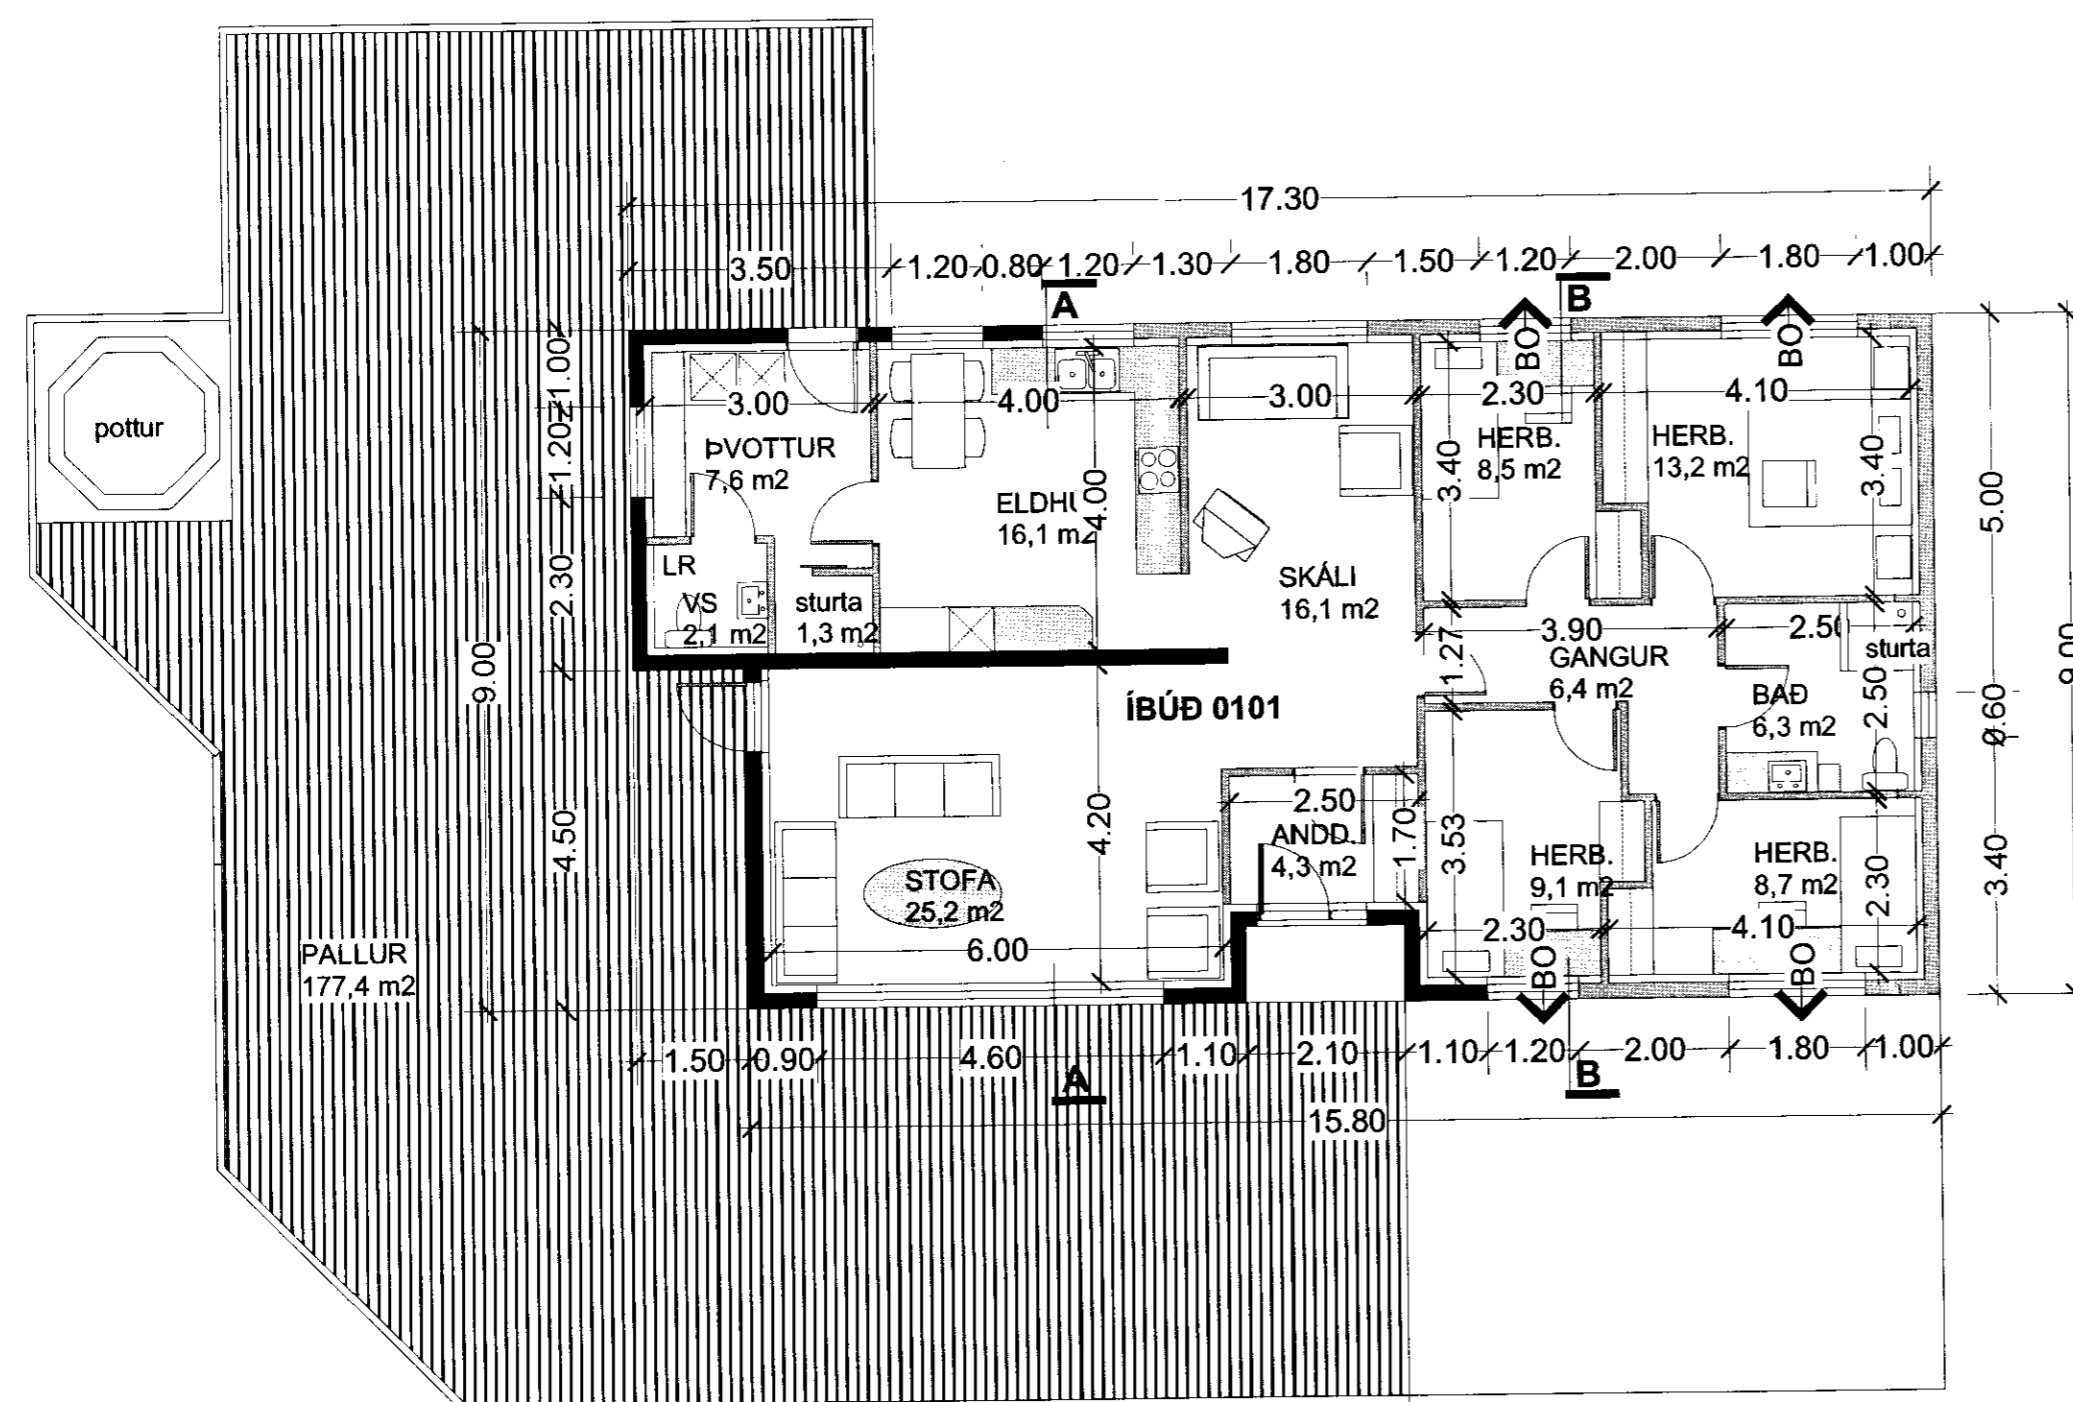 17.30
3.50 1.20 0.80 1.20 1.30 1.80 1.50 1.20 2.00 1.80 1.00
A
B
BO
BO
1.00
1.20
2.30
4.50
9.00
pottur
3.00
4.00
3.00
2.30
4.10
ÞVOTTUR
7,6 m2
HERB.
8,5 m2
HERB.
13,2 m2
3.40
3.40
4.00
5.00
16,1 m2
LR
VS
2,1 m2
sturta
1,3 m2
SKÁLI
16,1 m2
3.90
GANGUR
6,4 m2
1.27
sturta
BAÐ
6,3 m2
2.50
0.60
9.00
ÍBÚÐ 0101
4.20
2.50
ANDD.
4,3 m2
1.70
3.53
HERB.
9,1 m2
HERB.
8,7 m2
2.30
3.40
STOFA
25,2 m2
6.00
2.30
4.10
BO
BO
PALLUR
177,4 m2
1.50 0.90 4.60 1.10 2.10 1.10 1.20 2.00 1.80 1.00
A
B
15.80